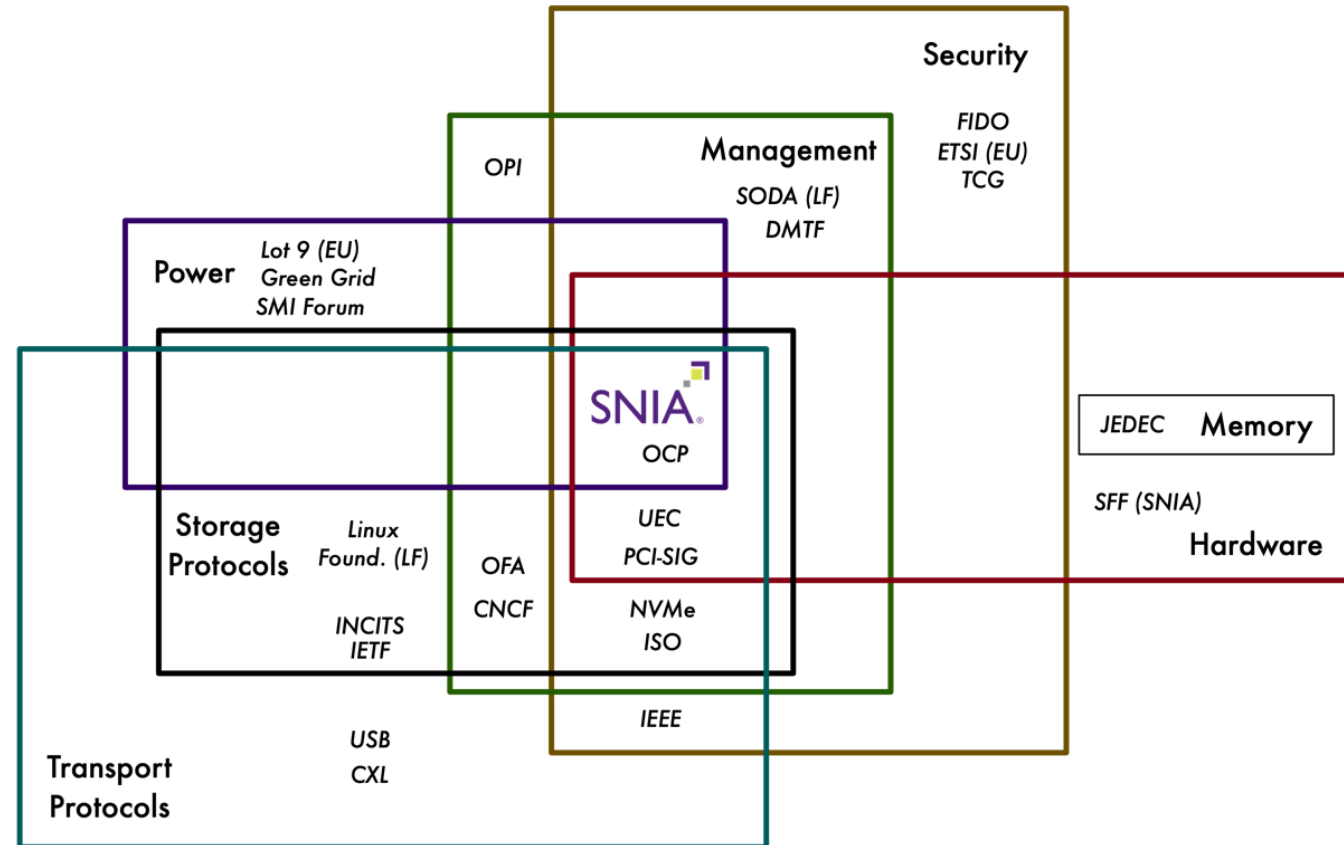 Security
FIDO
ETSI (EU)
TCG
Management
OPI
SODA (LF)
DMTF
Power
Lot 9 (EU)
Green Grid
SMI Forum
SNIA®
OCP
JEDEC Memory
SFF (SNIA)
Hardware
Storage
Protocols
Linux
Found. (LF)
INCITS
IETF
OFA
CNCF
UEC
PCI-SIG
NVMe
ISO
IEEE
USB
CXL
Transport
Protocols